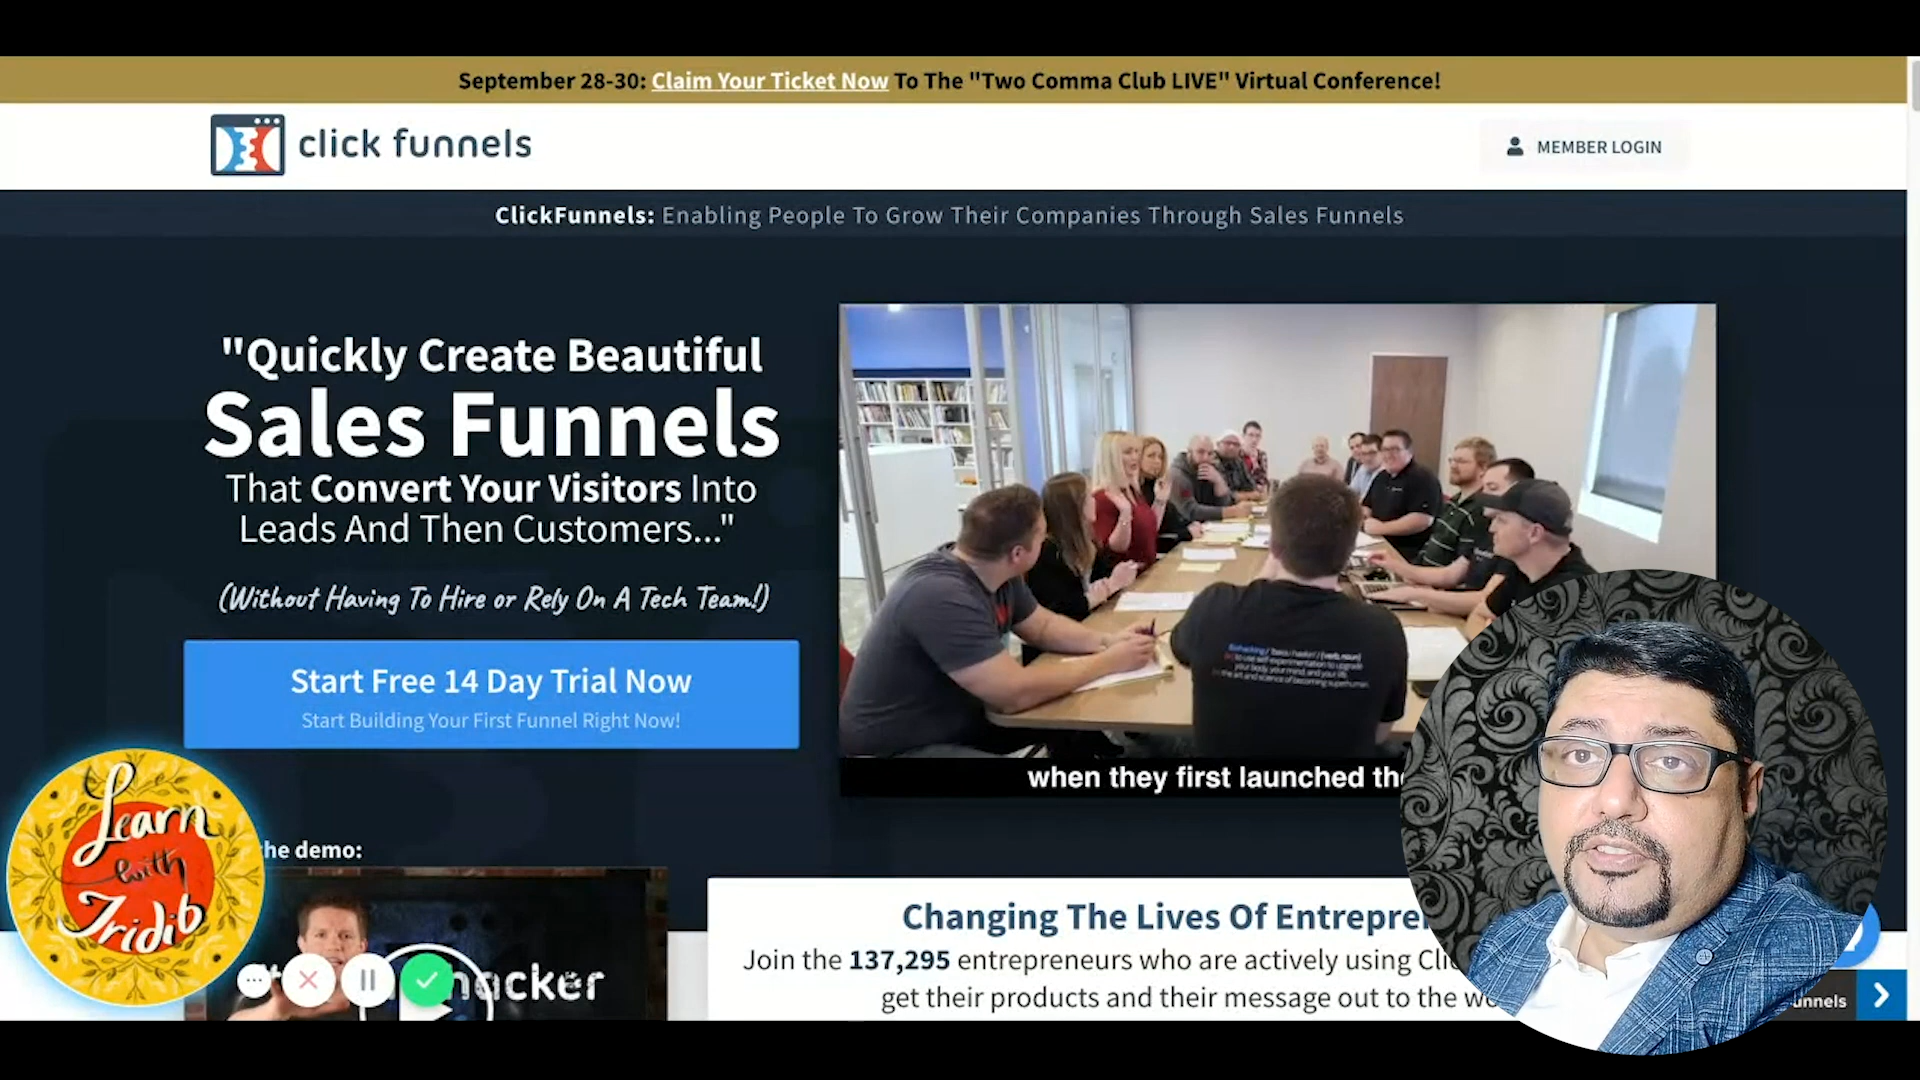 September 28-30: Claim Your Ticket Now To The "Two Comma Club LIVE" Virtual Conference!
click funnels
MEMBER LOGIN
ClickFunnels: Enabling People To Grow Their Companies Through Sales Funnels
"Quickly Create Beautiful
Sales Funnels
That Convert Your Visitors Into
Leads And Then Customers..."
(Without Having To Hire or Rely On A Tech Team!)
Start Free 14 Day Trial Now
Start Building Your First Funnel Right Now!
when they first launched
he demo:
Learn
with
Tridib
hacker
Changing The Lives Of Entrepre
Join the 137,295 entrepreneurs who are actively using Cli
get their products and their message out to the w
unnels